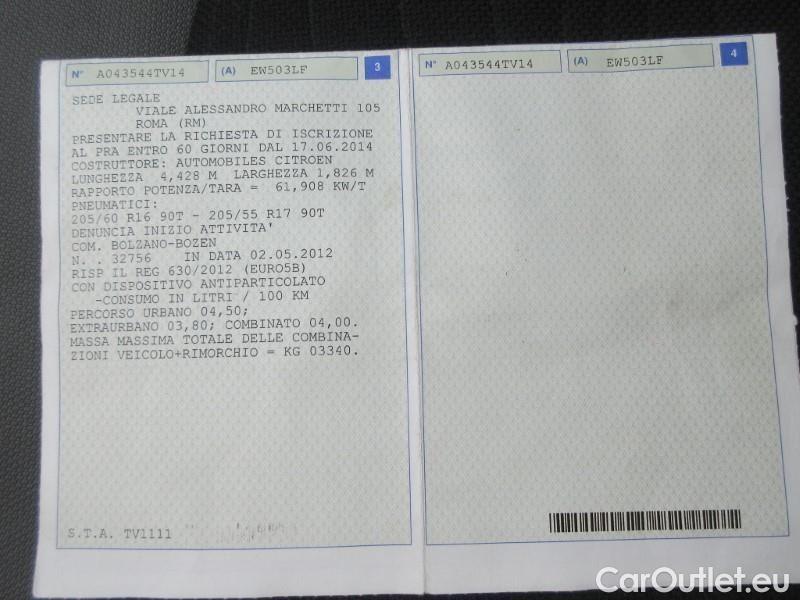 N° A043544TV14 (A) EW503LF 3
SEDE LEGALE
VIALE ALESSANDRO MARCHETTI 105
ROMA (RM)
PRESENTARE LA RICHIESTA DI ISCRIZIONE
AL PRA ENTRO 60 GIORNI DAL 17.06.2014
COSTRUTTORE: AUTOMOBILES CITROEN
LUNGHEZZA 4,428 M LARGHEZZA 1,826 M
RAPPORTO POTENZA/TARA = 61,908 KW/T
PNEUMATICI:
205/60 R16 90T - 205/55 R17 90T
DENUNCIA INIZIO ATTIVITA'
COM. BOLZANO-BOZEN
N. . 32756 IN DATA 02.05.2012
RISP IL REG 630/2012 (EURO5B)
CON DISPOSITIVO ANTIPARTICOLATO
-CONSUMO IN LITRI / 100 KM
PERCORSO URBANO 04,50;
EXTRAURBANO 03,80; COMBINATO 04,00.
MASSA MASSIMA TOTALE DELLE COMBINA-
ZIONI VEICOLO+RIMORCHIO = KG 03340.
S.T.A. TV1111
N° A043544TV14 (A) EW503LF 4
CarOutlet.eu